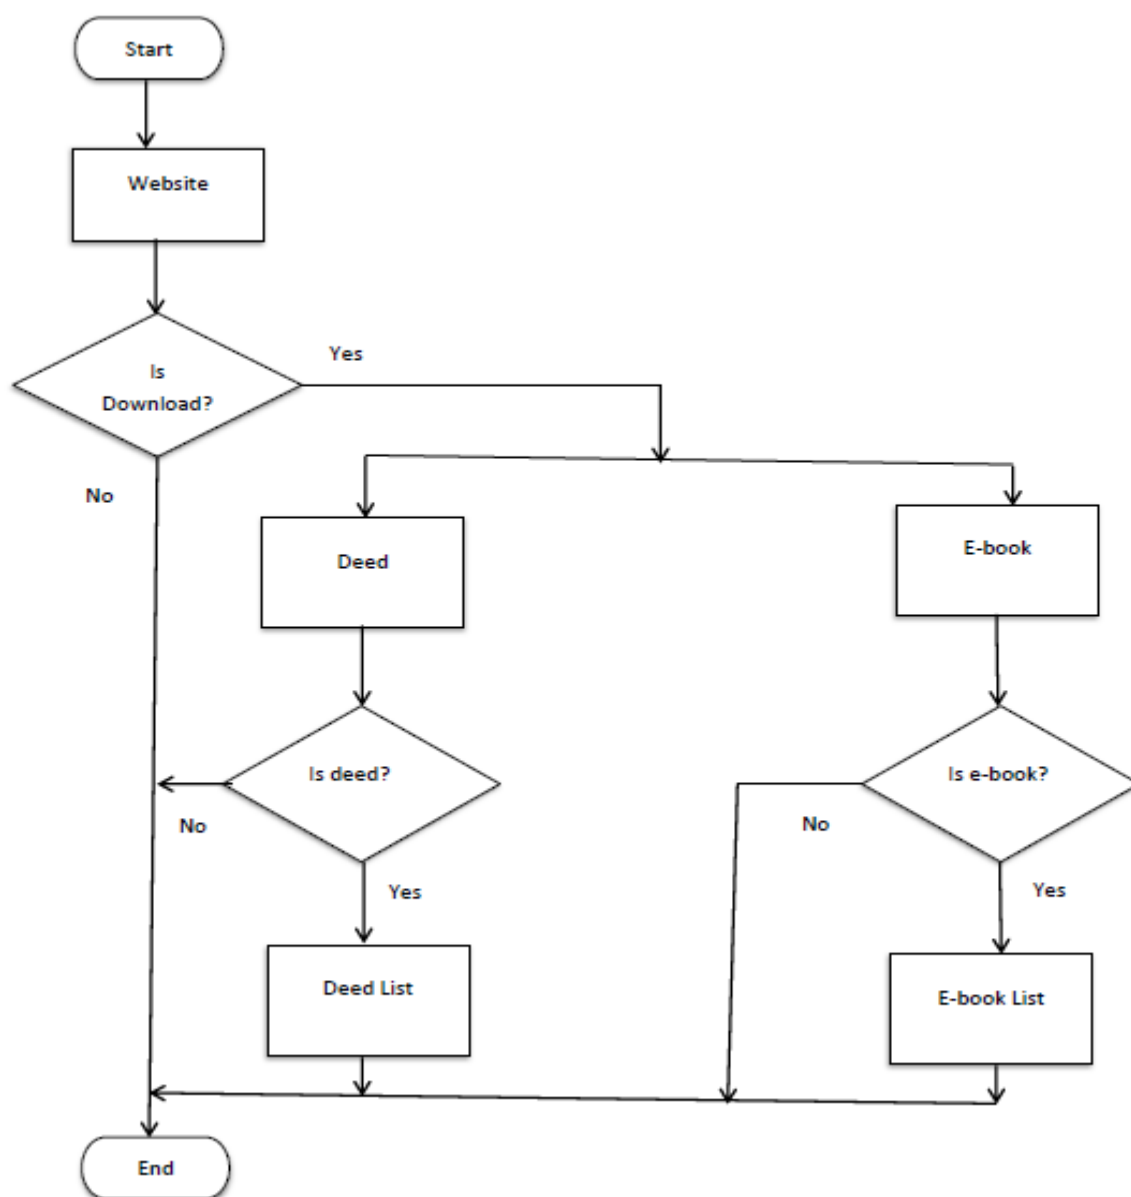 Start
Website
Is
Download?
Yes
No
Deed
E-book
Is deed?
Is e-book?
No
No
Yes
Yes
Deed List
E-book List
End